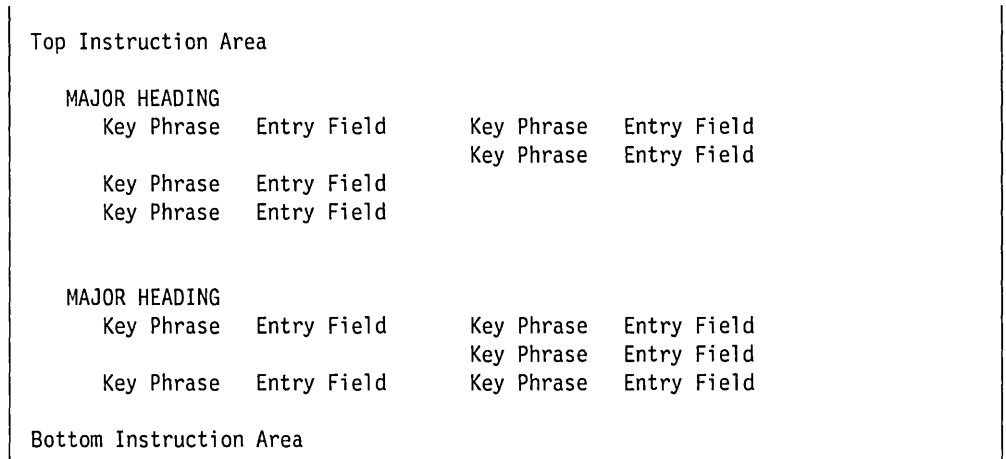 Top Instruction Area
MAJOR HEADING
Key Phrase Entry Field Key Phrase Entry Field
Key Phrase Entry Field
Key Phrase Entry Field
Key Phrase Entry Field
MAJOR HEADING
Key Phrase Entry Field Key Phrase Entry Field
Key Phrase Entry Field
Key Phrase Entry Field Key Phrase Entry Field
Bottom Instruction Area